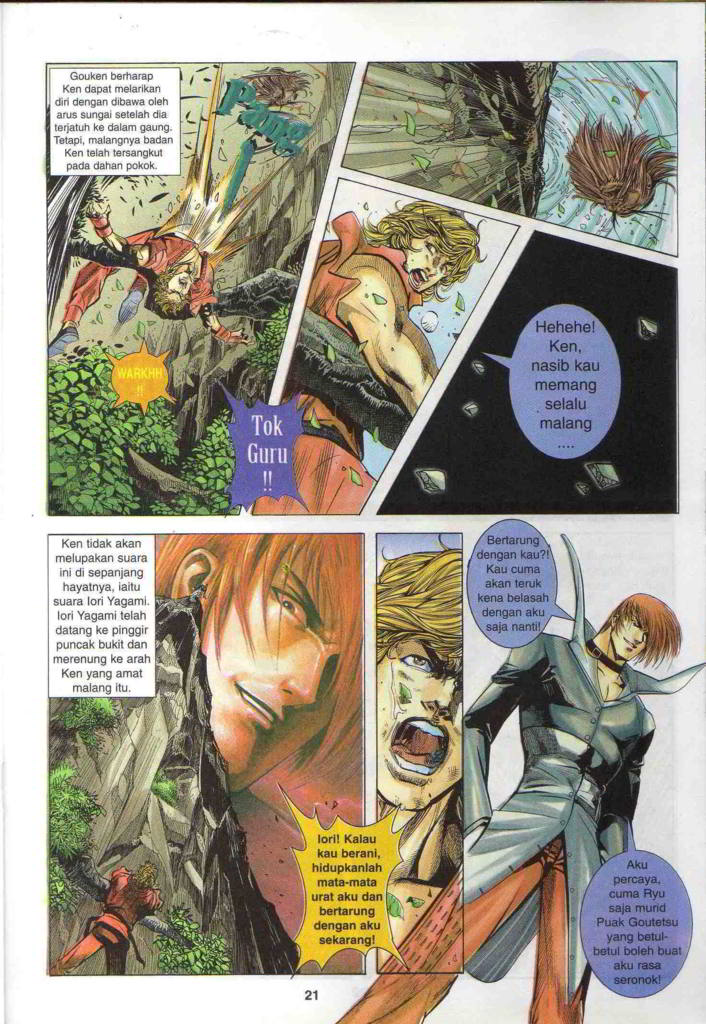 Gouken berharap
Ken dapat melarikan
diri dengan dibawa oleh
arus sungai setelah dia
terjatuh ke dalam gaung.
Tetapi, malangnya badan
Ken telah tersangkut
pada dahan pokok.
Pang
!
WARKHH
!!
Tok
Guru
!!
Hehehe!
Ken,
nasib kau
memang
selalu
malang
....
Ken tidak akan
melupakan suara
ini di sepanjang
hayatnya, iaitu
suara Iori Yagami.
Iori Yagami telah
datang ke pinggir
puncak bukit dan
merenung ke arah
Ken yang amat
malang itu.
Iori! Kalau
kau berani,
hidupkanlah
mata-mata
urat aku dan
bertarung
dengan aku
sekarang!
Bertarung
dengan kau?!
Kau cuma
akan teruk
kena belasah
dengan aku
saja nanti!
Aku
percaya,
cuma Ryu
saja murid
Puak Goutetsu
yang betul-
betul boleh buat
aku rasa
seronok!
21